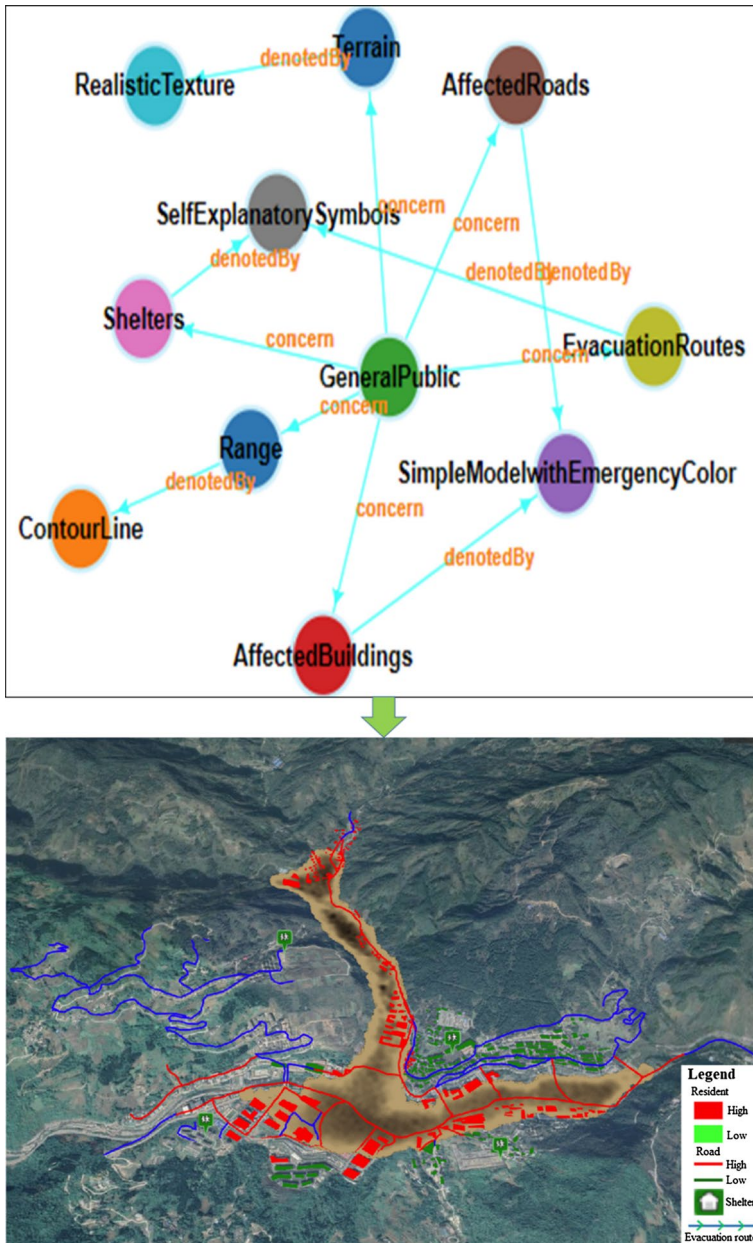 Terrain
denotedBy
RealisticTexture
AffectedRoads
concern
concern
SelfExplanatorySymbols
denotedBy
denotedBy
denotedBy
Shelters
concern
EvacuationRoutes
concern
GeneralPublic
concern
Range
denotedBy
SimpleModelwithEmergencyColor
ContourLine
concern
denotedBy
AffectedBuildings
Legend
Resident
High
Low
Road
High
Low
Shelter
Evacuation route